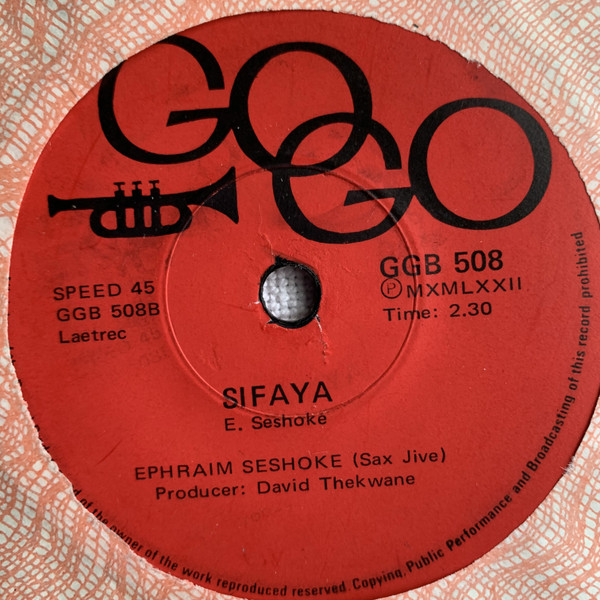 GO
GO
SPEED 45
GGB 508B
Laetrec
GGB 508
ⓅMXMLXXII
Time: 2.30
SIFAYA
E. Seshoke
EPHRAIM SESHOKE (Sax Jive)
Producer: David Thekwane
of the owner of the work reproduced reserved. Copying, Public Performance and Broadcasting of this record prohibited